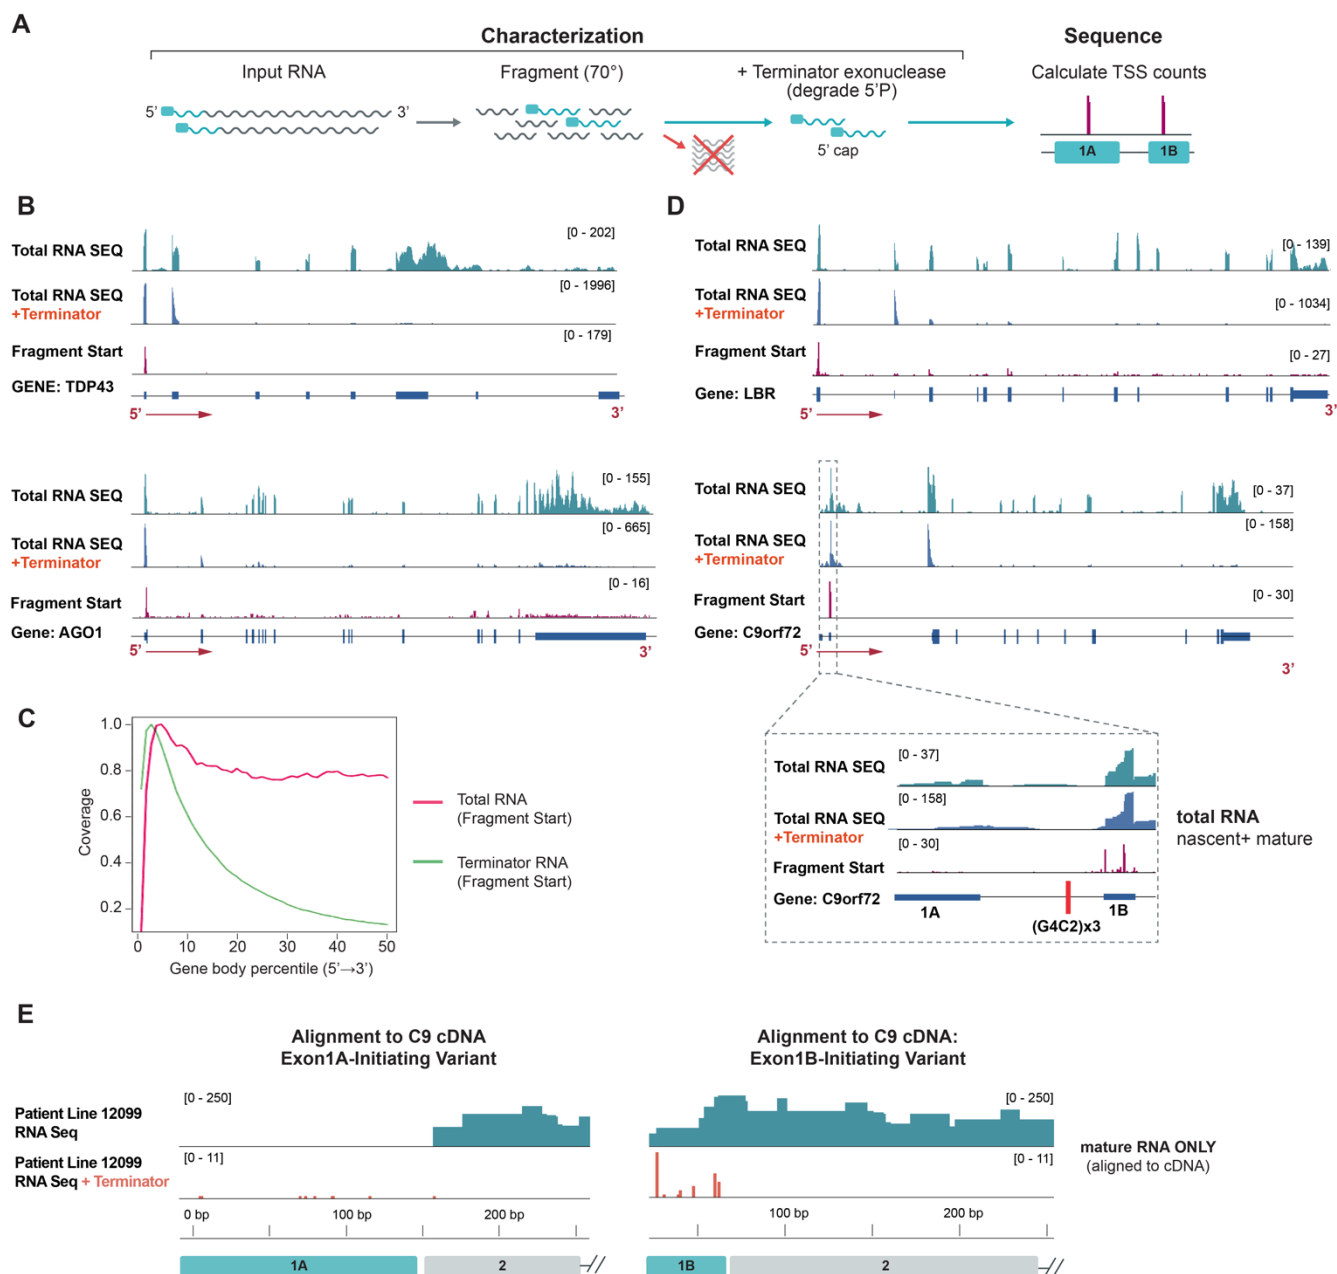 A
Characterization
Sequence
Input RNA
Fragment (70°)
+ Terminator exonuclease
(degrade 5'P)
Calculate TSS counts
5'
3'
5' cap
1A
1B
B
Total RNA SEQ
[0 - 202]
Total RNA SEQ
+Terminator
[0 - 1996]
[0 - 179]
Fragment Start
GENE: TDP43
5'
3'
Total RNA SEQ
[0 - 155]
Total RNA SEQ
+Terminator
[0 - 665]
Fragment Start
[0 - 16]
Gene: AGO1
5'
3'
C
1.0
0.8
0.6
0.4
0.2
Coverage
0
10
20
30
40
50
Gene body percentile (5'→3')
Total RNA
(Fragment Start)
Terminator RNA
(Fragment Start)
D
Total RNA SEQ
[0 - 139]
Total RNA SEQ
+Terminator
[0 - 1034]
Fragment Start
[0 - 27]
Gene: LBR
5'
3'
Total RNA SEQ
[0 - 37]
Total RNA SEQ
+Terminator
[0 - 158]
Fragment Start
[0 - 30]
Gene: C9orf72
5'
3'
Total RNA SEQ
[0 - 37]
Total RNA SEQ
+Terminator
[0 - 158]
Fragment Start
[0 - 30]
Gene: C9orf72
1A
(G4C2)x3
1B
total RNA
nascent+ mature
E
Alignment to C9 cDNA
Exon1A-Initiating Variant
Alignment to C9 cDNA:
Exon1B-Initiating Variant
Patient Line 12099
RNA Seq
[0 - 250]
[0 - 250]
Patient Line 12099
RNA Seq + Terminator
[0 - 11]
[0 - 11]
mature RNA ONLY
(aligned to cDNA)
0 bp
100 bp
200 bp
100 bp
200 bp
1A
2
1B
2